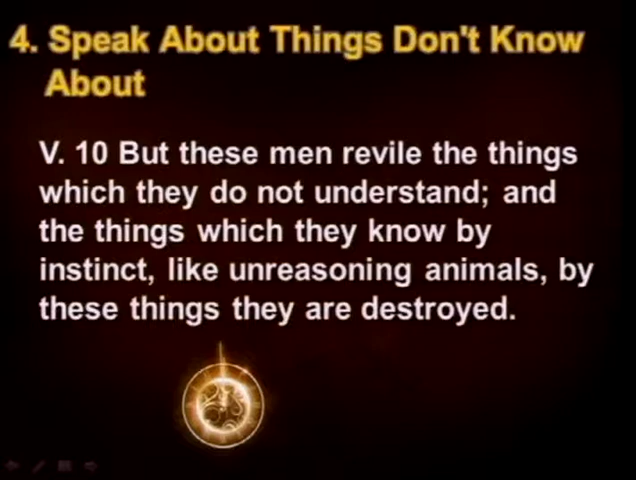 4. Speak About Things Don't Know
About
V. 10 But these men revile the things
which they do not understand; and
the things which they know by
instinct, like unreasoning animals, by
these things they are destroyed.